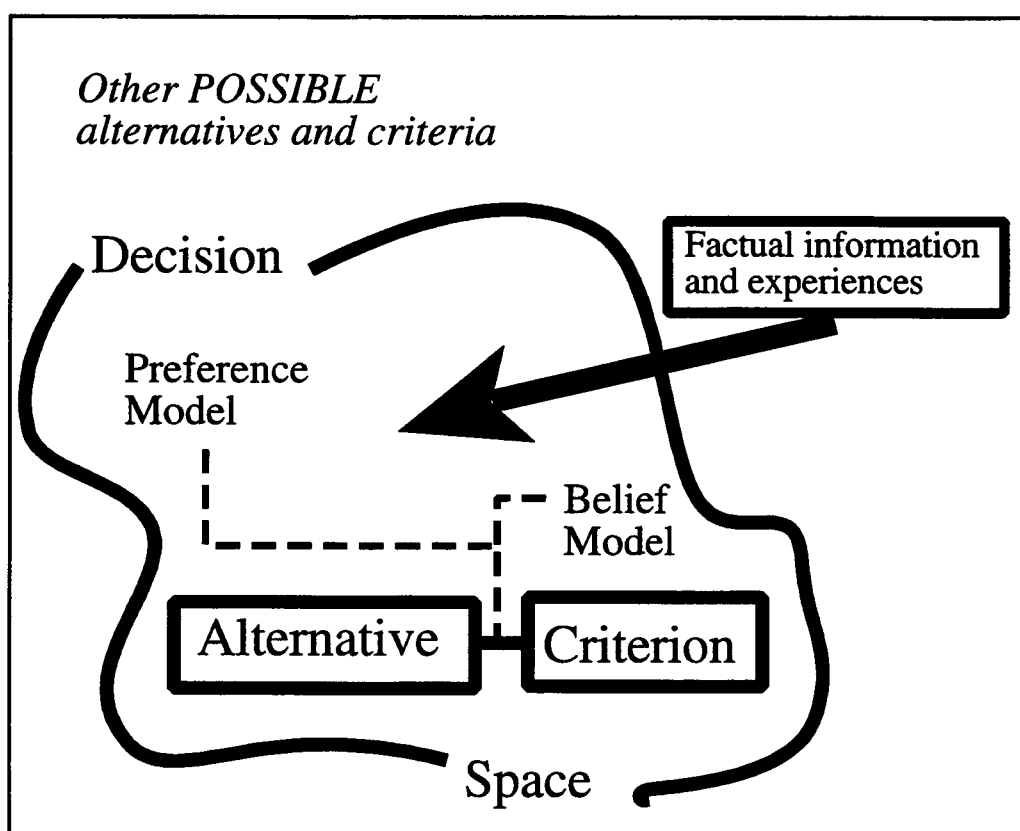 Other POSSIBLE
alternatives and criteria
Decision
Factual information
and experiences
Preference
Model
Belief
Model
Alternative
Criterion
Space